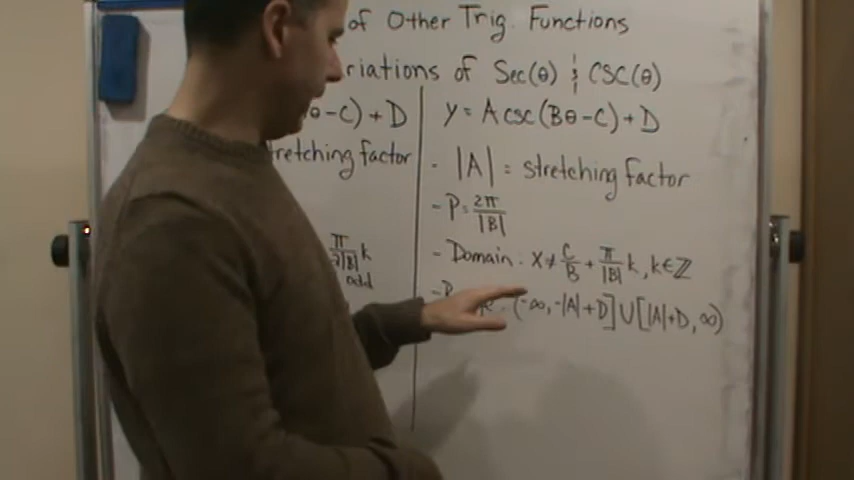 of Other Trig. Functions
riations of Sec(θ) & CSC(θ)
θ-C) + D
tretching factor
π/2|B| k
odd
y = A csc(Bθ-C)+D
- |A| = stretching factor
- P = 2π/|B|
- Domain: X ≠ C/B + π/|B| k, k∈ℤ
(-∞, -|A|+D] ∪ [|A|+D, ∞)